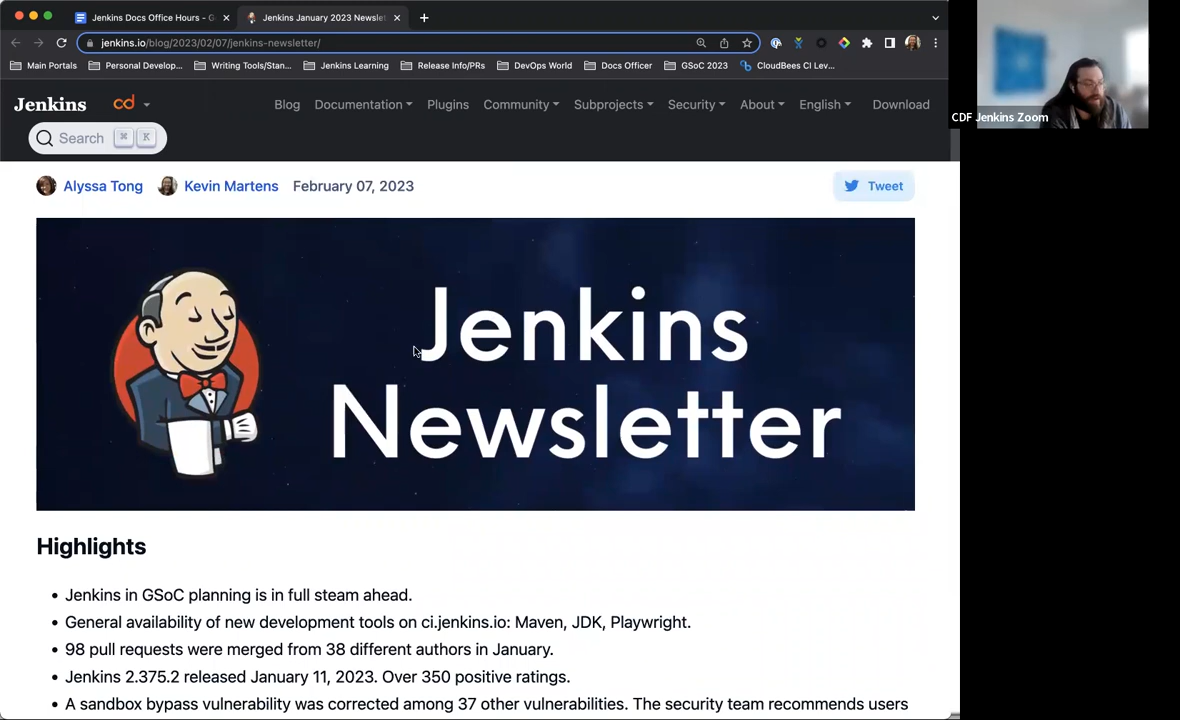 Jenkins Docs Office Hours - G
Jenkins January 2023 Newslet
jenkins.io/blog/2023/02/07/jenkins-newsletter/
Main Portals
Personal Develop...
Writing Tools/Stan...
Jenkins Learning
Release Info/PRs
DevOps World
Docs Officer
GSoC 2023
CloudBees CI Lev...
Jenkins
cd
Blog
Documentation
Plugins
Community
Subprojects
Security
About
English
Download
Search ⌘ K
CDF Jenkins Zoom
Alyssa Tong
Kevin Martens
February 07, 2023
Tweet
Jenkins
Newsletter
Highlights
• Jenkins in GSoC planning is in full steam ahead.
• General availability of new development tools on ci.jenkins.io: Maven, JDK, Playwright.
• 98 pull requests were merged from 38 different authors in January.
• Jenkins 2.375.2 released January 11, 2023. Over 350 positive ratings.
• A sandbox bypass vulnerability was corrected among 37 other vulnerabilities. The security team recommends users